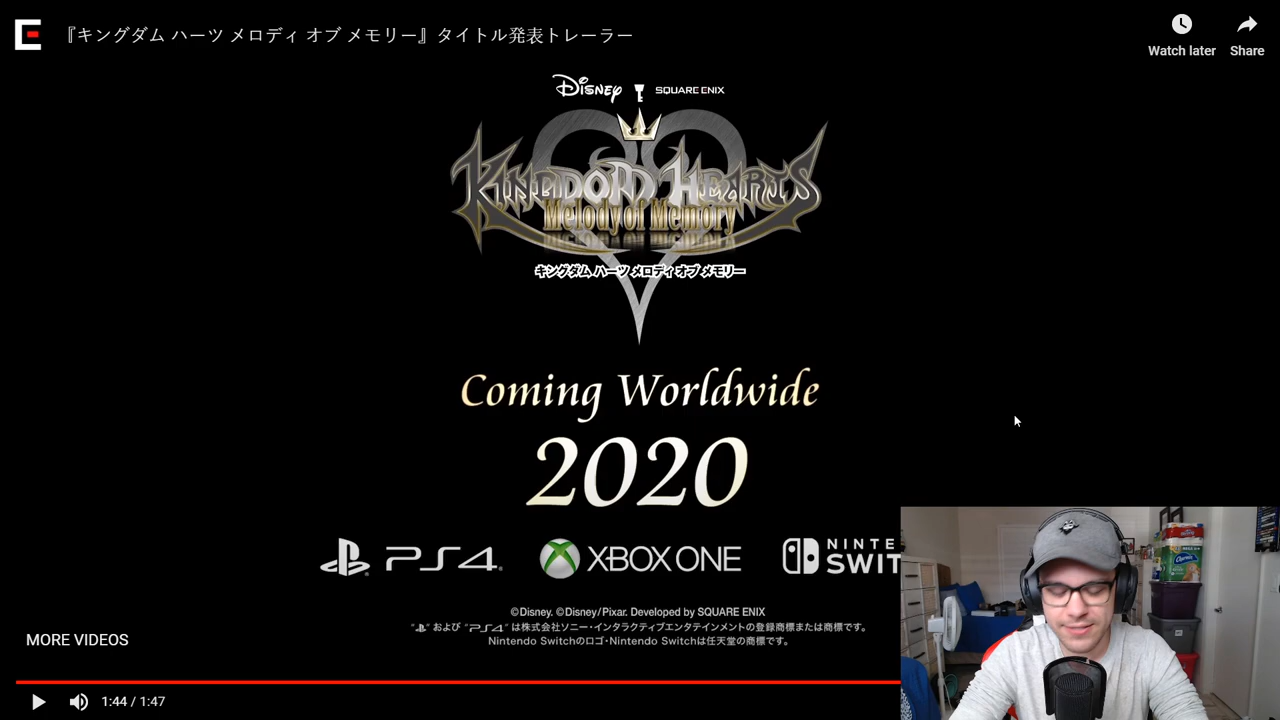 『キングダム ハーツ メロディ オブ メモリー』タイトル発表トレーラー
Watch later
Share
Disney SQUARE ENIX
KINGDOM HEARTS
Melody of Memory
キングダム ハーツ メロディ オブ メモリー
Coming Worldwide
2020
PS4 XBOX ONE NINTE
SWIT
©Disney. ©Disney/Pixar. Developed by SQUARE ENIX
“PS” および “PS4” は株式会社ソニー・インタラクティブエンタテインメントの登録商標または商標です。
Nintendo Switchのロゴ・Nintendo Switchは任天堂の商標です。
MORE VIDEOS
1:44 / 1:47
Charmin